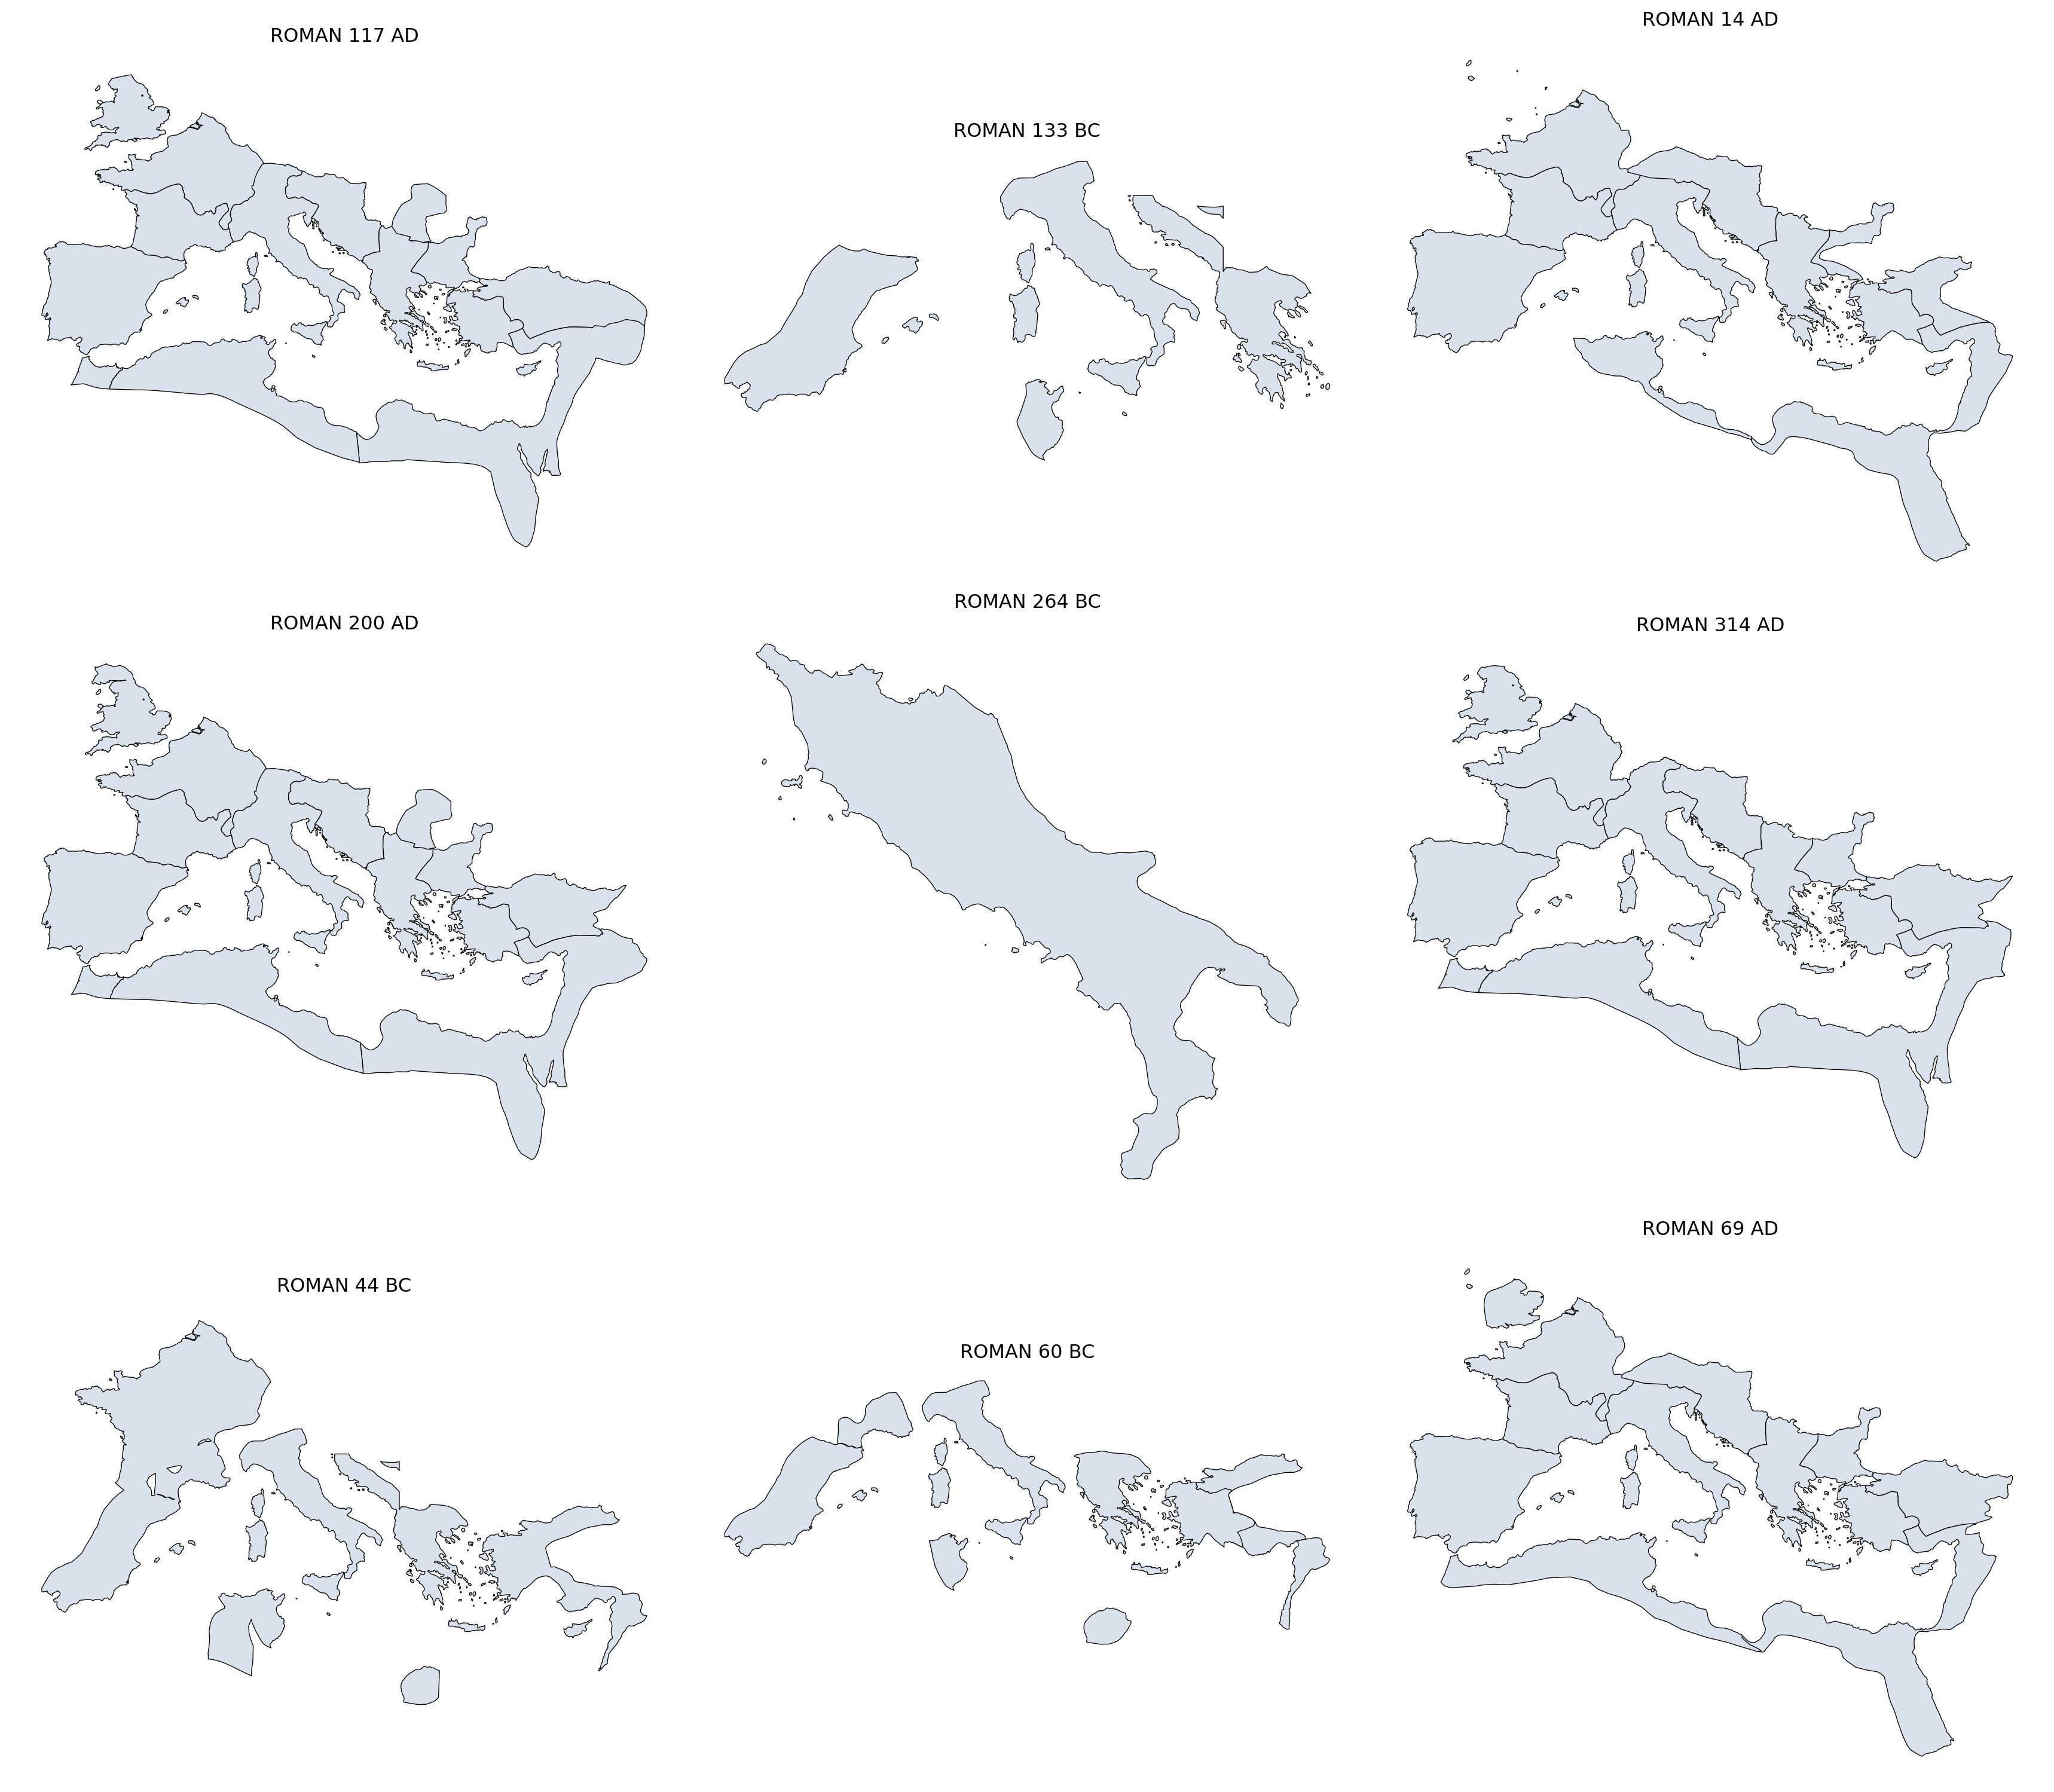 ROMAN 117 AD
ROMAN 133 BC
ROMAN 14 AD
ROMAN 200 AD
ROMAN 264 BC
ROMAN 314 AD
ROMAN 44 BC
ROMAN 60 BC
ROMAN 69 AD